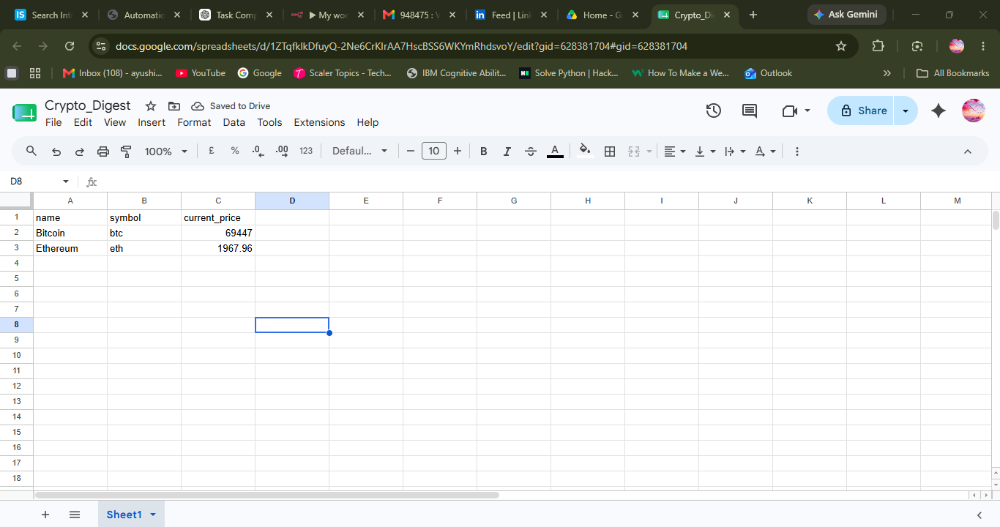 Search Int
Automatic
Task Comp
▶ My wor
948475 : V
Feed | Lin
Home - G
Crypto_Di
Ask Gemini
docs.google.com/spreadsheets/d/1ZTqfklkDfuyQ-2Ne6CrKIrAA7HscBSS6WKYmRhdsvoY/edit?gid=628381704#gid=628381704
Inbox (108) - ayushi...
YouTube
Google
Scaler Topics - Tech...
IBM Cognitive Abilit...
Solve Python | Hack...
How To Make a We...
Outlook
»
All Bookmarks
Crypto_Digest
Saved to Drive
File Edit View Insert Format Data Tools Extensions Help
Share
100% £ % .0 .00 123 Defaul... − 10 + B I A
D8 fx
A B C D E F G H I J K L M
1 name symbol current_price
2 Bitcoin btc 69447
3 Ethereum eth 1967.96
4
5
6
7
8
9
10
11
12
13
14
15
16
17
18
Sheet1